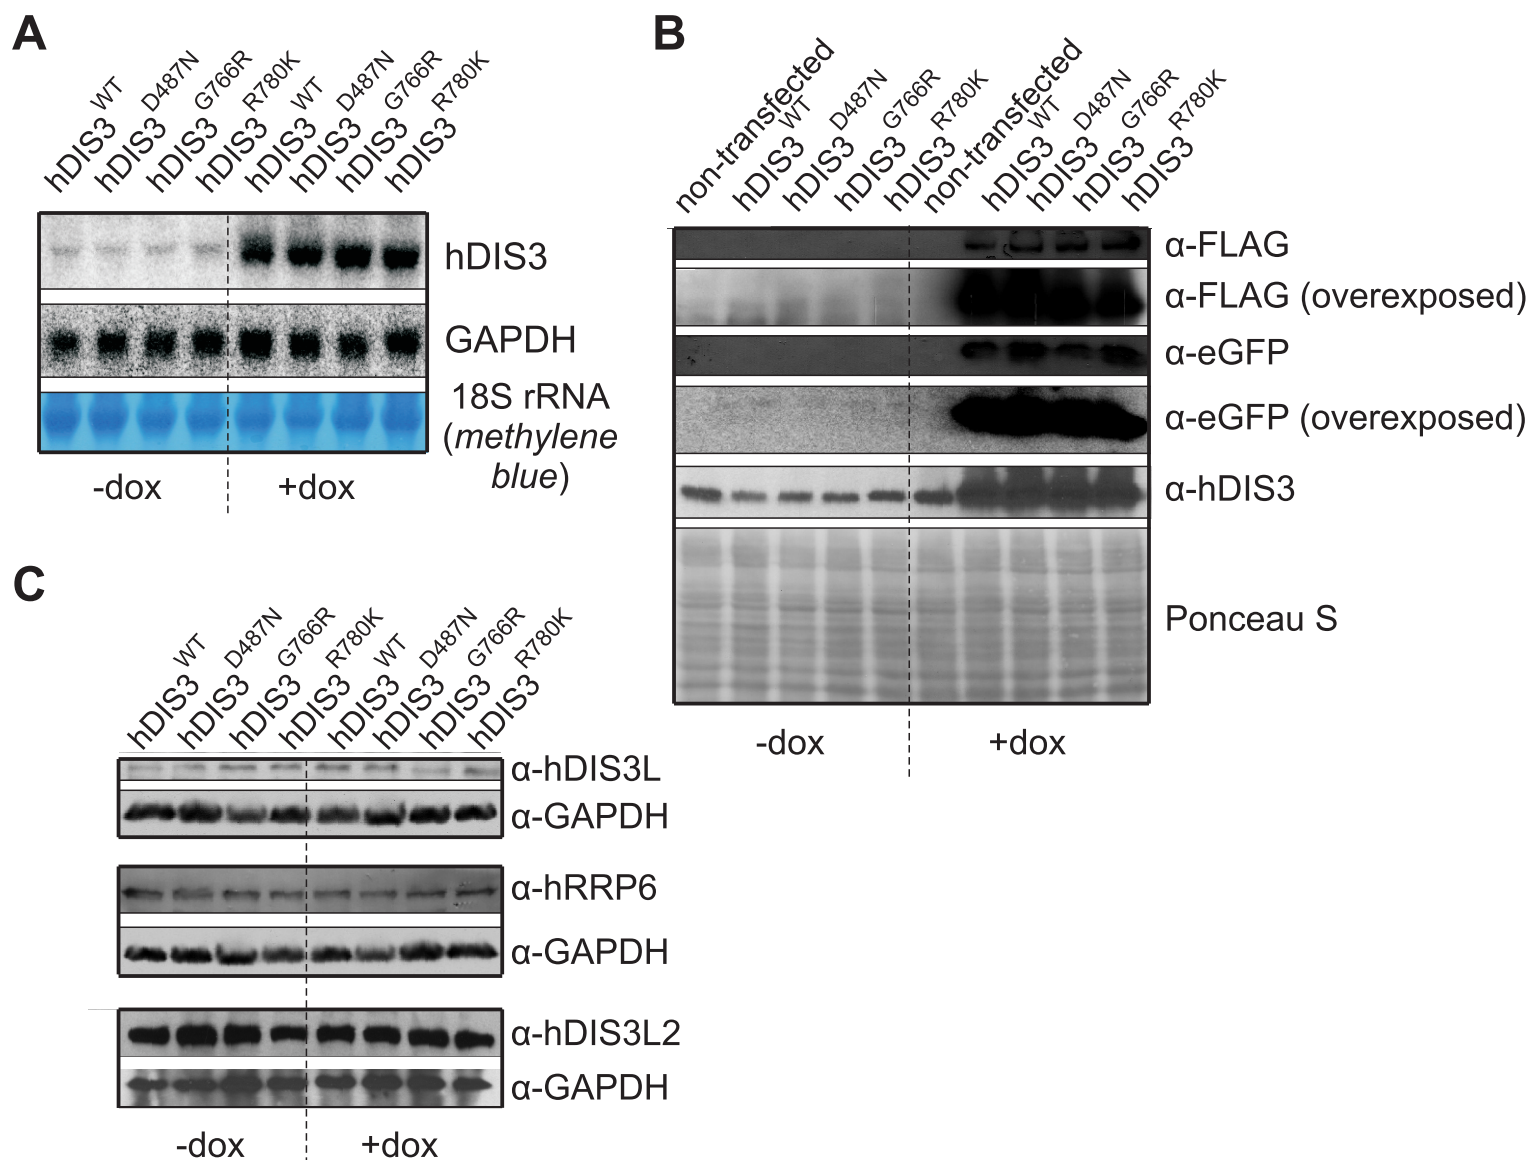 A
hDIS3 WT
hDIS3 D487N
hDIS3 G766R
hDIS3 R780K
hDIS3 WT
hDIS3 D487N
hDIS3 G766R
hDIS3 R780K
hDIS3
GAPDH
18S rRNA
(methylene
blue)
-dox
+dox
B
non-transfected
hDIS3 WT
hDIS3 D487N
hDIS3 G766R
hDIS3 R780K
non-transfected
hDIS3 WT
hDIS3 D487N
hDIS3 G766R
hDIS3 R780K
α-FLAG
α-FLAG (overexposed)
α-eGFP
α-eGFP (overexposed)
α-hDIS3
Ponceau S
-dox
+dox
C
hDIS3 WT
hDIS3 D487N
hDIS3 G766R
hDIS3 R780K
hDIS3 WT
hDIS3 D487N
hDIS3 G766R
hDIS3 R780K
α-hDIS3L
α-GAPDH
α-hRRP6
α-GAPDH
α-hDIS3L2
α-GAPDH
-dox
+dox